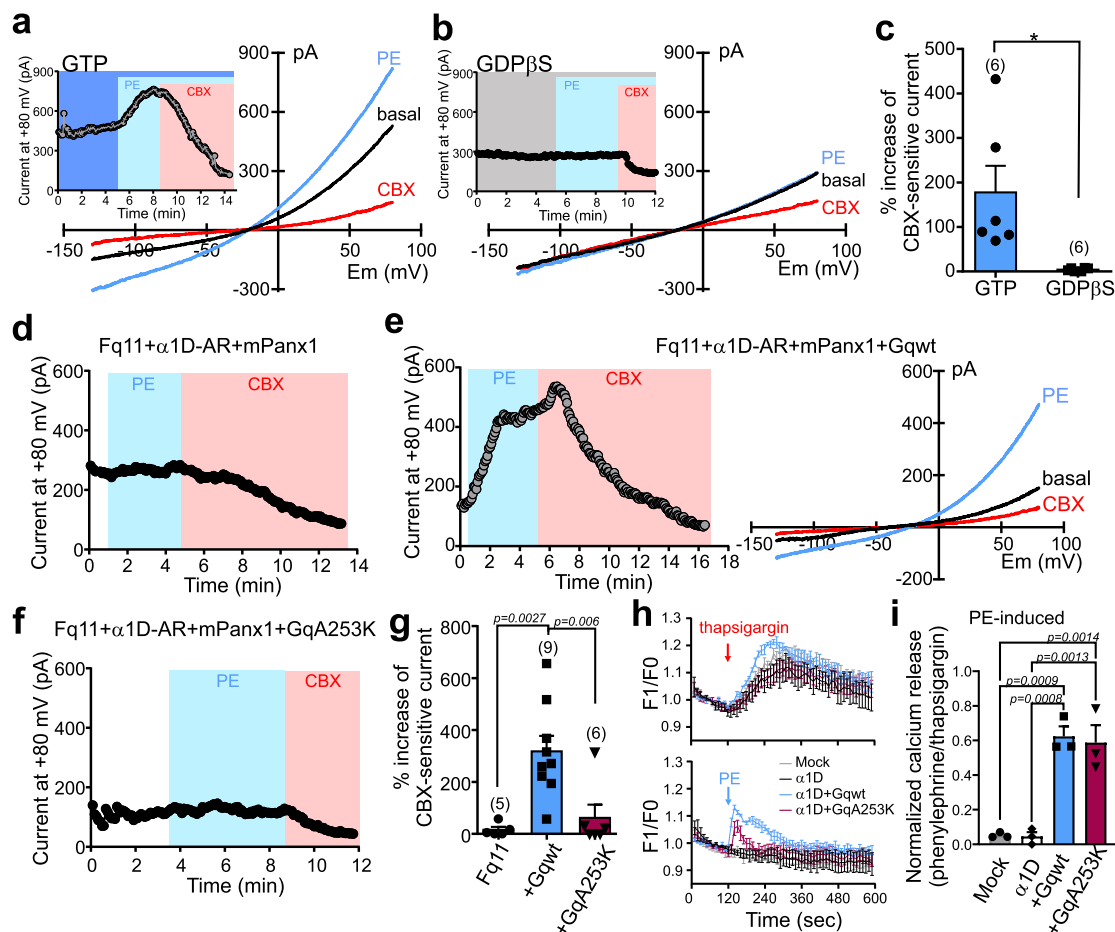 a
GTP
Current at +80 mV (pA)
900
600
300
0
PE
CBX
0 2 4 6 8 10 12 14
Time (min)
900
pA
PE
basal
300
CBX
-150 -100 -50 50 100
Em (mV)
-300
b
GDPβS
Current at +80 mV (pA)
900
600
300
0
PE
CBX
0 2 4 6 8 10 12
Time (min)
900
pA
300
PE
basal
CBX
-150 -100 -50 50 100
Em (mV)
-300
c
% increase of
CBX-sensitive current
500
400
300
200
100
0
*
(6)
(6)
GTP GDPβS
d
Fq11+α1D-AR+mPanx1
Current at +80 mV (pA)
600
400
200
0
PE CBX
0 2 4 6 8 10 12 14
Time (min)
e
Fq11+α1D-AR+mPanx1+Gqwt
Current at +80 mV (pA)
600
400
200
0
PE CBX
0 2 4 6 8 10 12 14 16 18
Time (min)
600
pA
PE
400
200
basal
CBX
-150 -100 -50 50 100
Em (mV)
-200
f
Fq11+α1D-AR+mPanx1+GqA253K
Current at +80 mV (pA)
600
400
200
0
PE CBX
0 2 4 6 8 10 12
Time (min)
g
% increase of
CBX-sensitive current
800
600
400
200
0
p=0.0027 p=0.006
(9)
(5)
(6)
Fq11
+Gqwt
+GqA253K
h
F1/F0
1.3
1.2
1.1
1.0
0.9
thapsigargin
F1/F0
1.3
1.2
1.1
1.0
0.9
PE
Mock
α1D
α1D+Gqwt
α1D+GqA253K
0 120 240 360 480 600
Time (sec)
i
PE-induced
Normalized calcium release
(phenylephrine/thapsigargin)
1.0
0.8
0.6
0.4
0.2
0.0
p=0.0014
p=0.0013
p=0.0009
p=0.0008
Mock
α1D
+Gqwt
+GqA253K